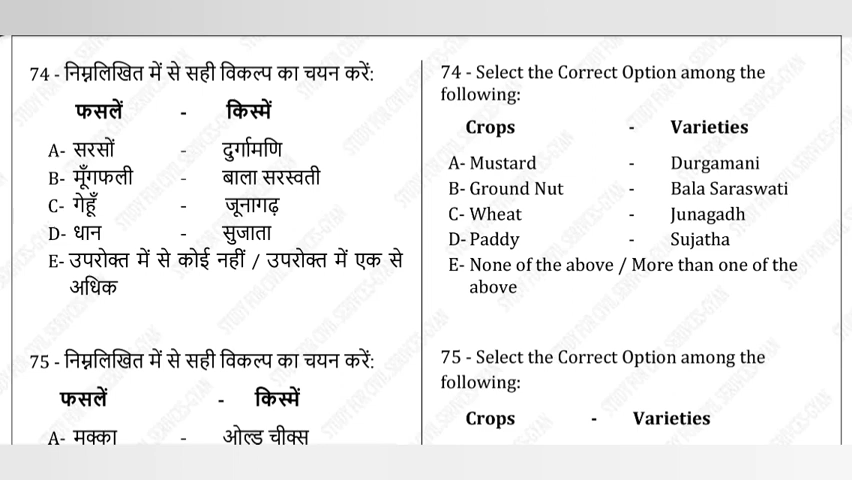 74 - निम्नलिखित में से सही विकल्प का चयन करें:
फसलें - किस्में
A- सरसों - दुर्गामणि
B- मूँगफली - बाला सरस्वती
C- गेहूँ - जूनागढ़
D- धान - सुजाता
E- उपरोक्त में से कोई नहीं / उपरोक्त में एक से
अधिक
75 - निम्नलिखित में से सही विकल्प का चयन करें:
फसलें - किस्में
A- मक्का - ओल्ड चीक्स
74 - Select the Correct Option among the
following:
Crops - Varieties
A- Mustard - Durgamani
B- Ground Nut - Bala Saraswati
C- Wheat - Junagadh
D- Paddy - Sujatha
E- None of the above / More than one of the
above
75 - Select the Correct Option among the
following:
Crops - Varieties